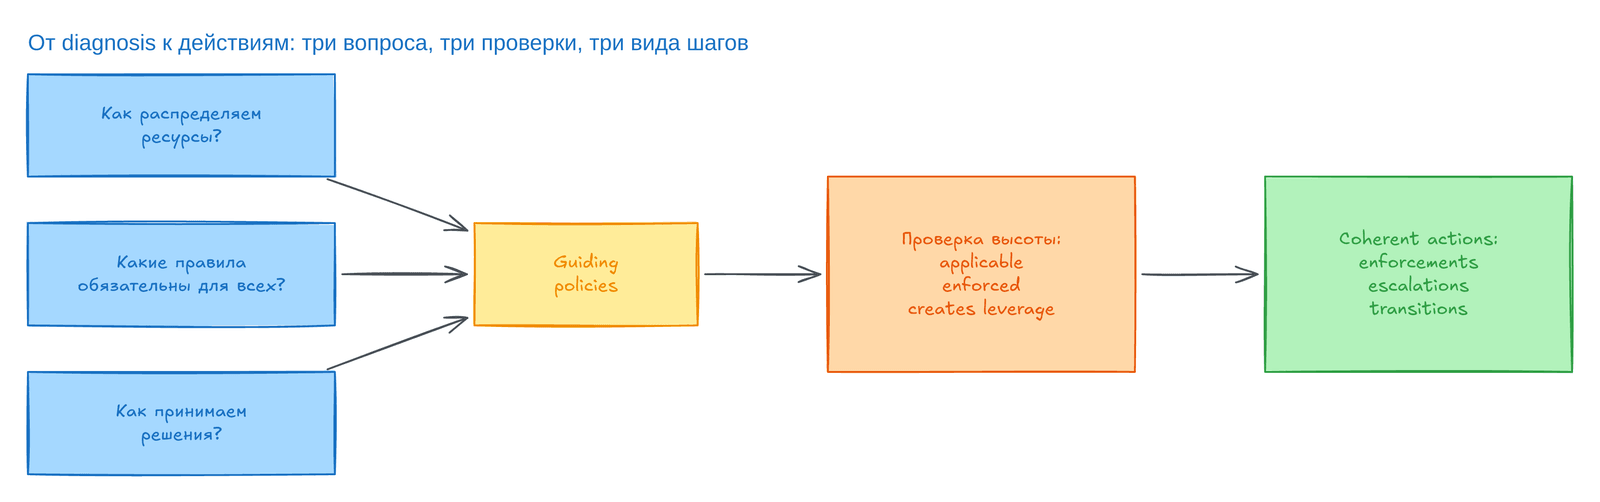 От diagnosis к действиям: три вопроса, три проверки, три вида шагов
Как распределяем
ресурсы?
Какие правила
обязательны для всех?
Как принимаем
решения?
Guiding
policies
Проверка высоты:
applicable
enforced
creates leverage
Coherent actions:
enforcements
escalations
transitions